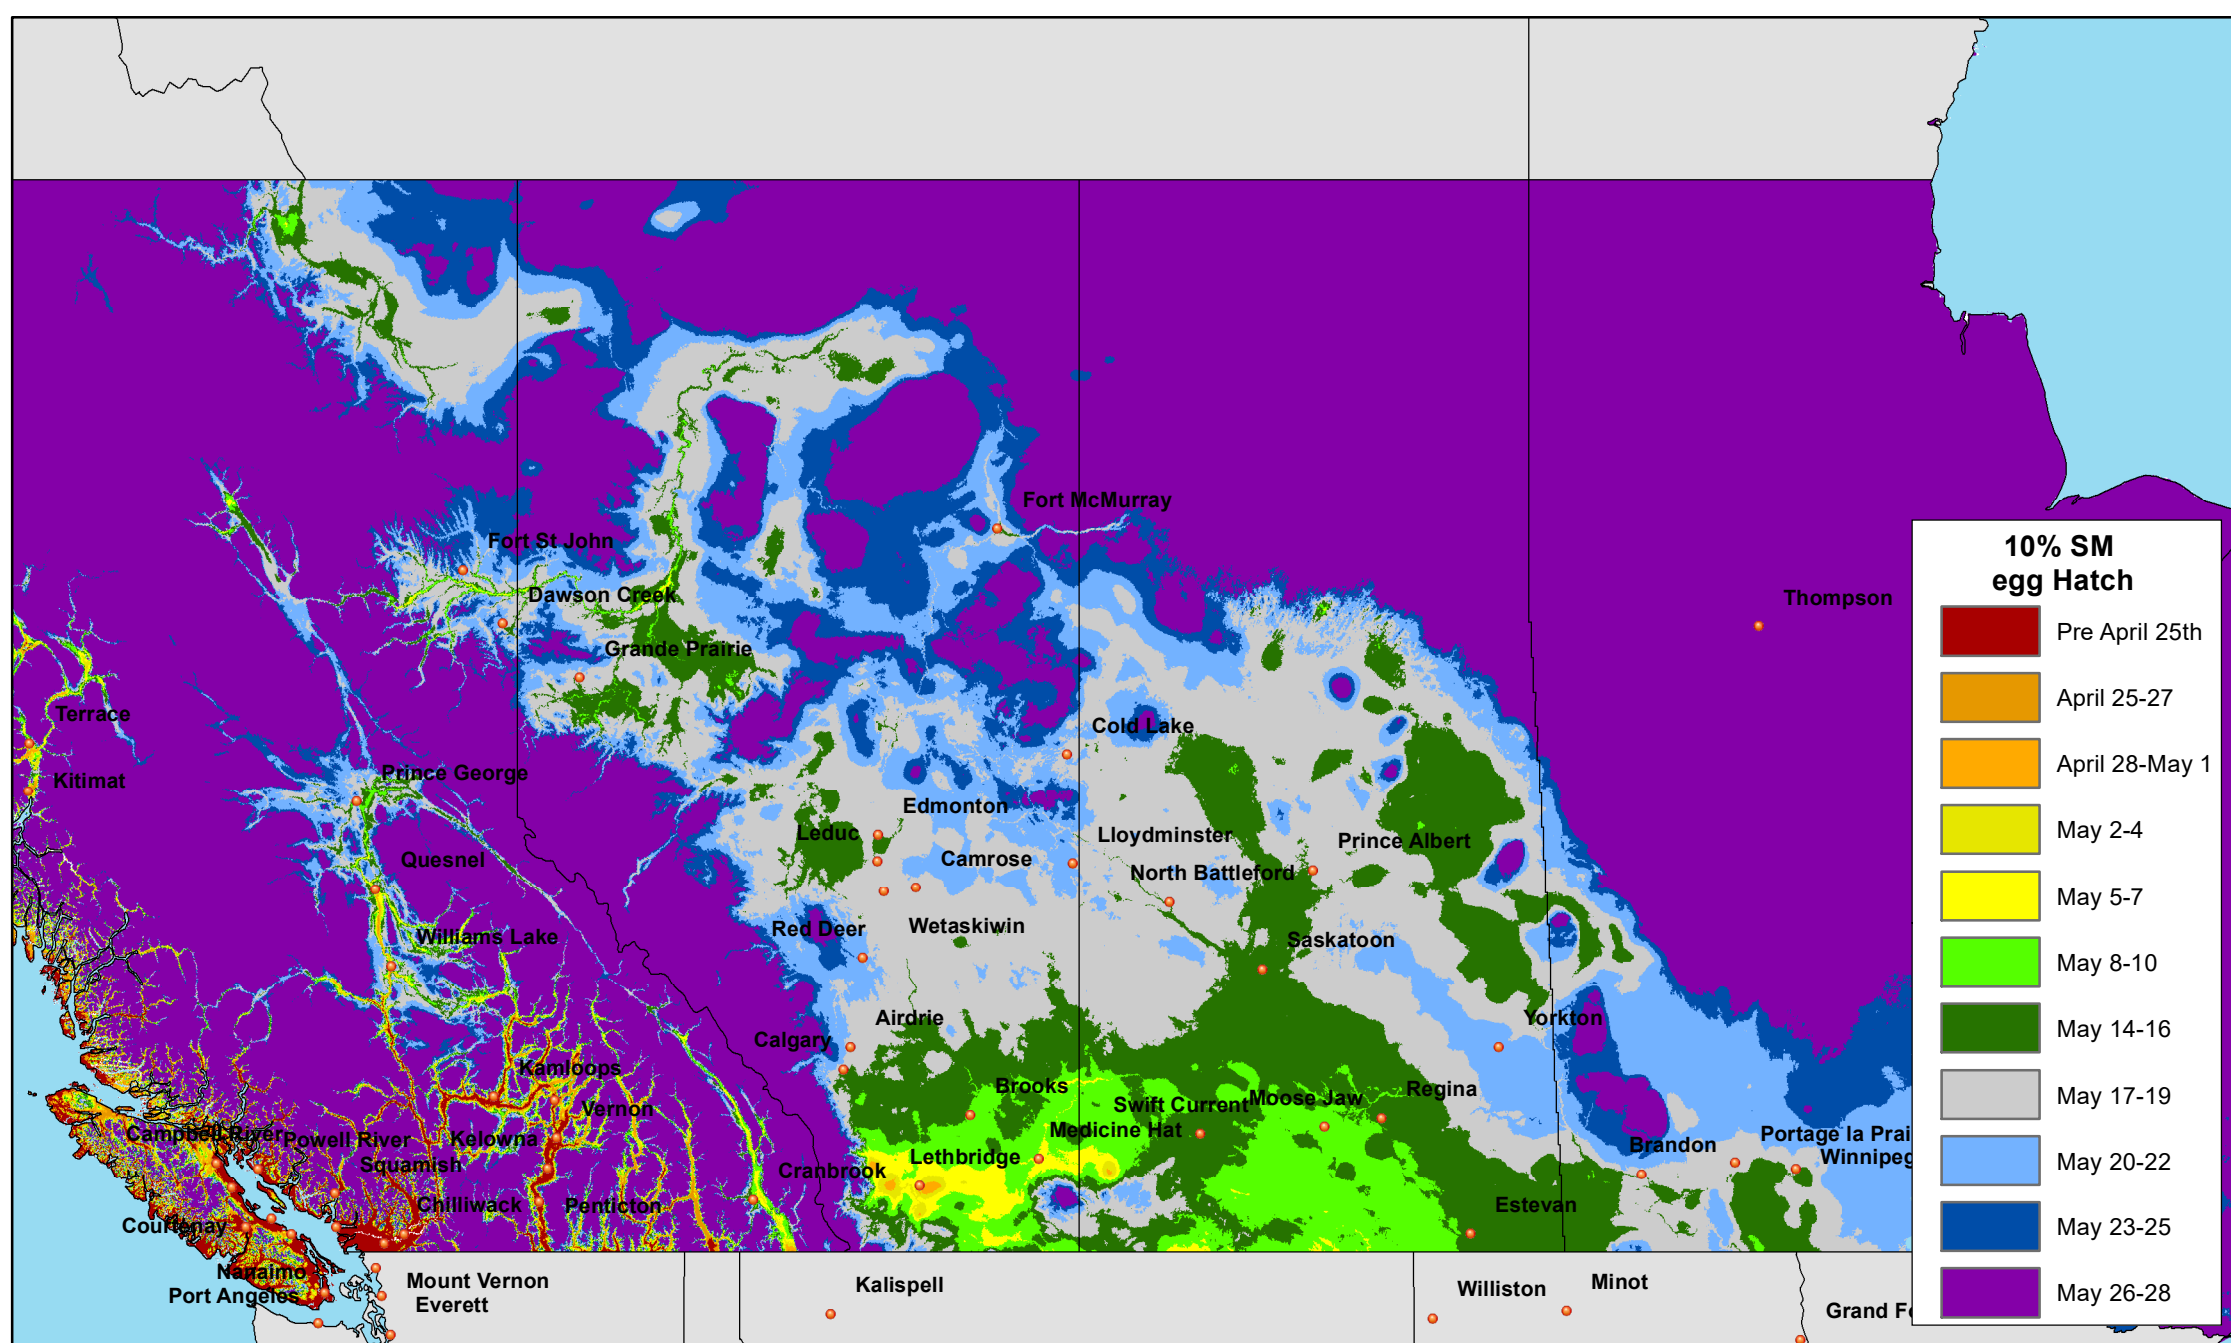 Fort McMurray
Fort St John
Dawson Creek
Thompson
Grande Prairie
Terrace
Cold Lake
Kitimat
Prince George
Edmonton
Leduc
Lloydminster
Prince Albert
Quesnel
Camrose
North Battleford
Williams Lake
Red Deer
Wetaskiwin
Saskatoon
Airdrie
Yorkton
Calgary
Kamloops
Brooks
Regina
Moose Jaw
Swift Current
Vernon
Medicine Hat
Campbell River
Powell River
Kelowna
Brandon
Portage la Prai
Winnipeg
Squamish
Lethbridge
Cranbrook
Chilliwack
Penticton
Estevan
Courtenay
Nanaimo
Port Angeles
Mount Vernon
Everett
Kalispell
Williston
Minot
Grand F
10% SM
egg Hatch
Pre April 25th
April 25-27
April 28-May 1
May 2-4
May 5-7
May 8-10
May 14-16
May 17-19
May 20-22
May 23-25
May 26-28